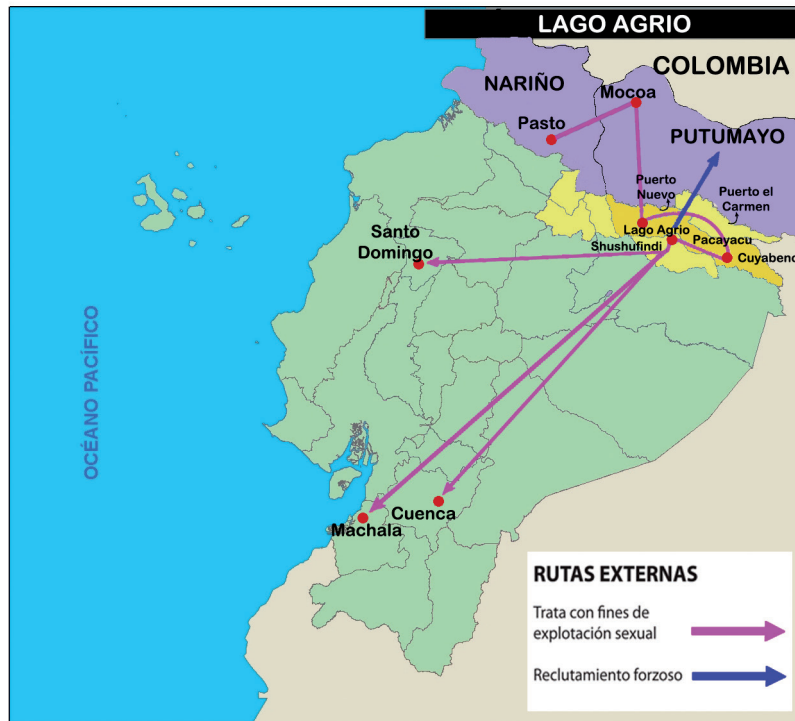 LAGO AGRIO
COLOMBIA
NARIÑO
Mocoa
Pasto
PUTUMAYO
Puerto
Nuevo
Puerto el
Carmen
Lago Agrio
Pacayacu
Shushufindi
Cuyabeno
Santo
Domingo
OCÉANO PACÍFICO
Cuenca
Machala
RUTAS EXTERNAS
Trata con fines de
explotación sexual
Reclutamiento forzoso